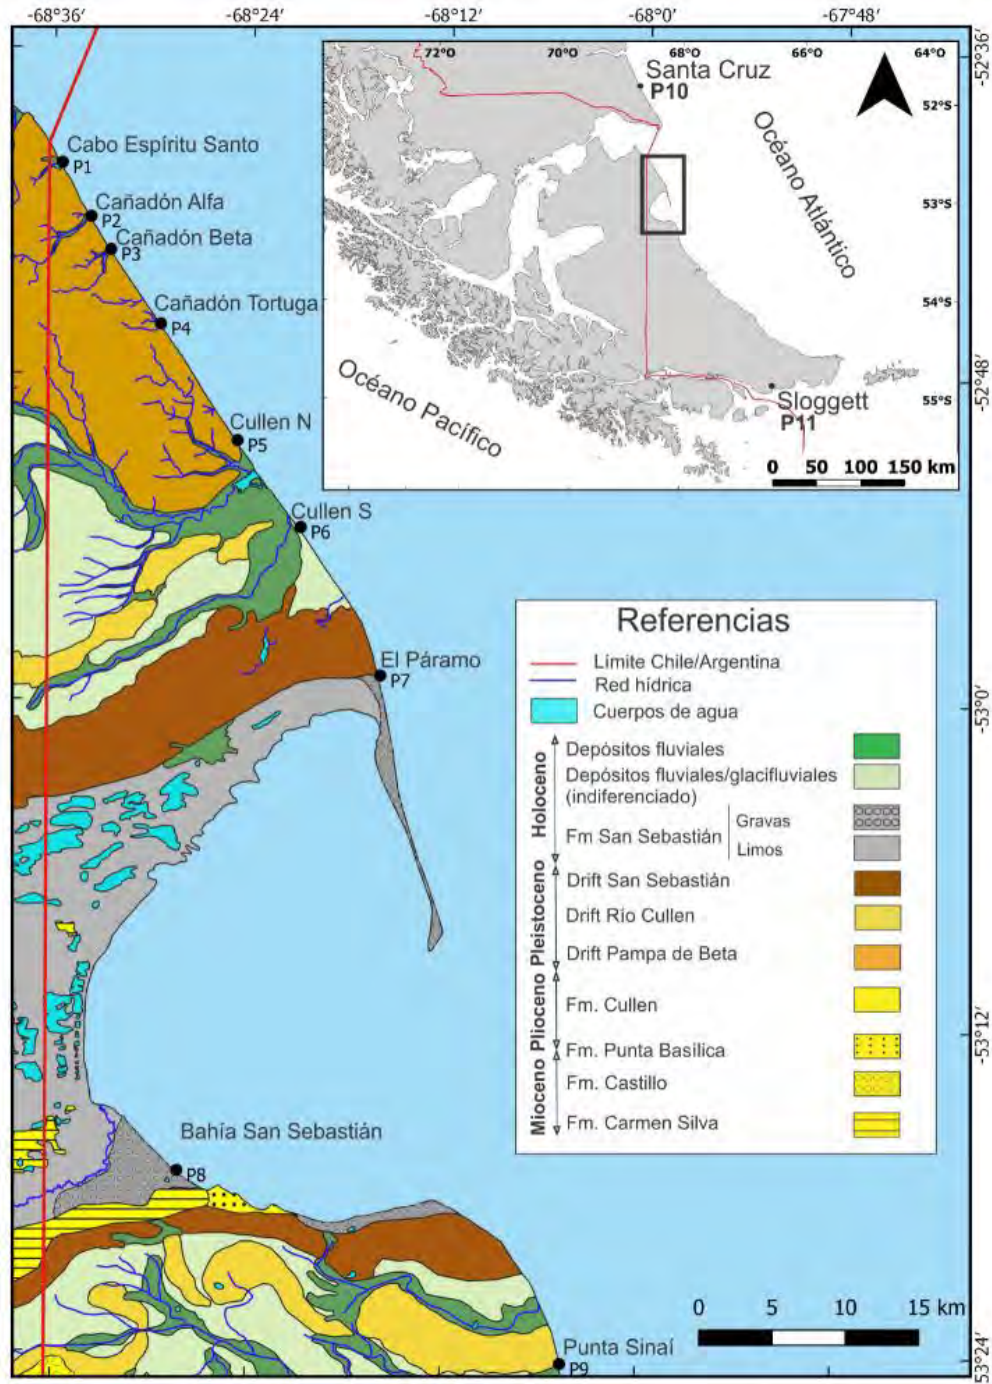 -68°36′ -68°24′ -68°12′ -68°0′ -67°48′
-52°36′
72°O 70°O 68°O 66°O 64°O
Santa Cruz
P10
52°S
Océano Atlántico
53°S
54°S
Océano Pacífico
Sloggett
P11
55°S
0 50 100 150 km
Cabo Espíritu Santo
P1
Cañadón Alfa
P2
Cañadón Beta
P3
Cañadón Tortuga
P4
-52°48′
Cullen N
P5
Cullen S
P6
El Páramo
P7
-53°0′
Referencias
Límite Chile/Argentina
Red hídrica
Cuerpos de agua
Holoceno
Depósitos fluviales
Depósitos fluviales/glacifluviales
(indiferenciado)
Fm San Sebastián
Gravas
Limos
Pleistoceno
Drift San Sebastián
Drift Río Cullen
Drift Pampa de Beta
Plioceno
Fm. Cullen
Mioceno
Fm. Punta Basílica
Fm. Castillo
Fm. Carmen Silva
-53°12′
Bahía San Sebastián
P8
0 5 10 15 km
Punta Sinaí
P9
-53°24′